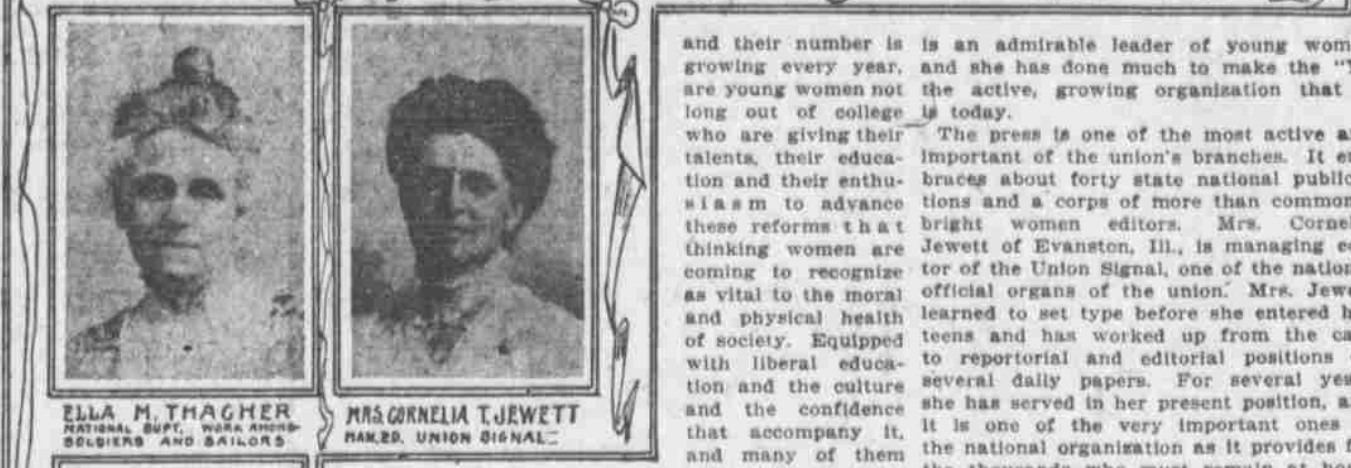 ELLA M. THACHER
NATIONAL SUPT. WORK AMONG
SOLDIERS AND SAILORS
MRS. CORNELIA T. JEWETT
MAN. ED. UNION SIGNAL
and their number is
growing every year,
are young women not
long out of college
who are giving their
talents, their educa-
tion and their enthu-
siasm to advance
these reforms that
thinking women are
coming to recognize
as vital to the moral
and physical health
of society. Equipped
with liberal educa-
tion and the culture
and the confidence
that accompany it,
and many of them
is an admirable leader of young wom
and she has done much to make the "Y
the active, growing organization that
is today.
The press is one of the most active a
important of the union's branches. It e
braces about forty state national public
tions and a corps of more than common
bright women editors. Mrs. Cornel
Jewett of Evanston, Ill., is managing e
tor of the Union Signal, one of the nation
official organs of the union. Mrs. Jewe
learned to set type before she entered h
teens and has worked up from the ca
to reportorial and editorial positions
several daily papers. For several yea
she has served in her present position, a
it is one of the very important ones
the national organization as it provides f
the thousands who must remain at